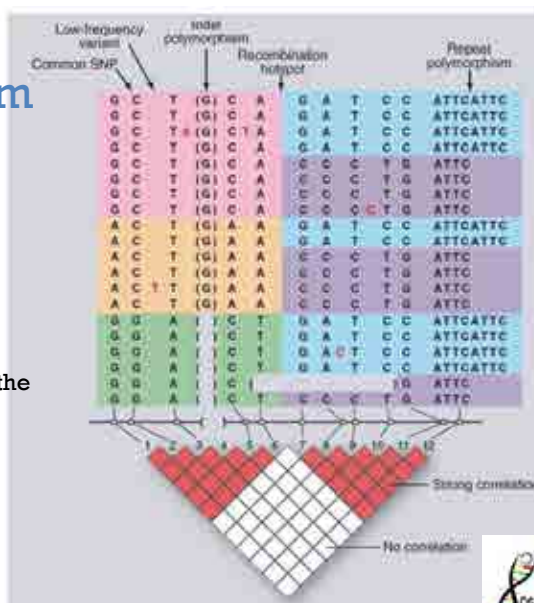 m
the
Low-frequency
variant
Indel
polymorphism
Common SNP
Recombination
hotspot
Repeat
polymorphism
G C T (G) C A G A T C C ATTCATTC
G C T (G) C A G A T C C ATTCATTC
G C T (G) C T A G A T C C ATTCATTC
G C T (G) C A G A T C C ATTCATTC
G C T (G) C A C C C T G ATTC
G C T (G) C A C C C T G ATTC
G C T (G) C A C C C T G ATTC
G C T (G) C A C C C C T G ATTC
A C T (G) A A G A T C C ATTCATTC
A C T (G) A A G A T C C ATTCATTC
A C T (G) A A C C C T G ATTC
A C T (G) A A C C C T G ATTC
A C T T (G) A A C C C T G ATTC
A C T (G) A A C C C T G ATTC
G G A ( ) C T G A T C C ATTCATTC
G G A ( ) C T G A T C C ATTCATTC
G G A ( ) C T G A C T C C ATTCATTC
G G A ( ) C T G A T C C ATTCATTC
G G A ( ) C ( ) G ATTC
G G A ( ) C T C C C T G ATTC
1 2 3 4 5 6 7 8 9 10 11 12
Strong correlation
No correlation